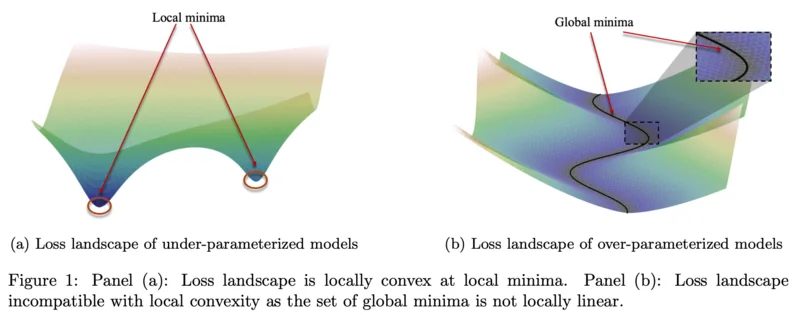 Local minima
Global minima
(a) Loss landscape of under-parameterized models
(b) Loss landscape of over-parameterized models
Figure 1: Panel (a): Loss landscape is locally convex at local minima. Panel (b): Loss landscape
incompatible with local convexity as the set of global minima is not locally linear.